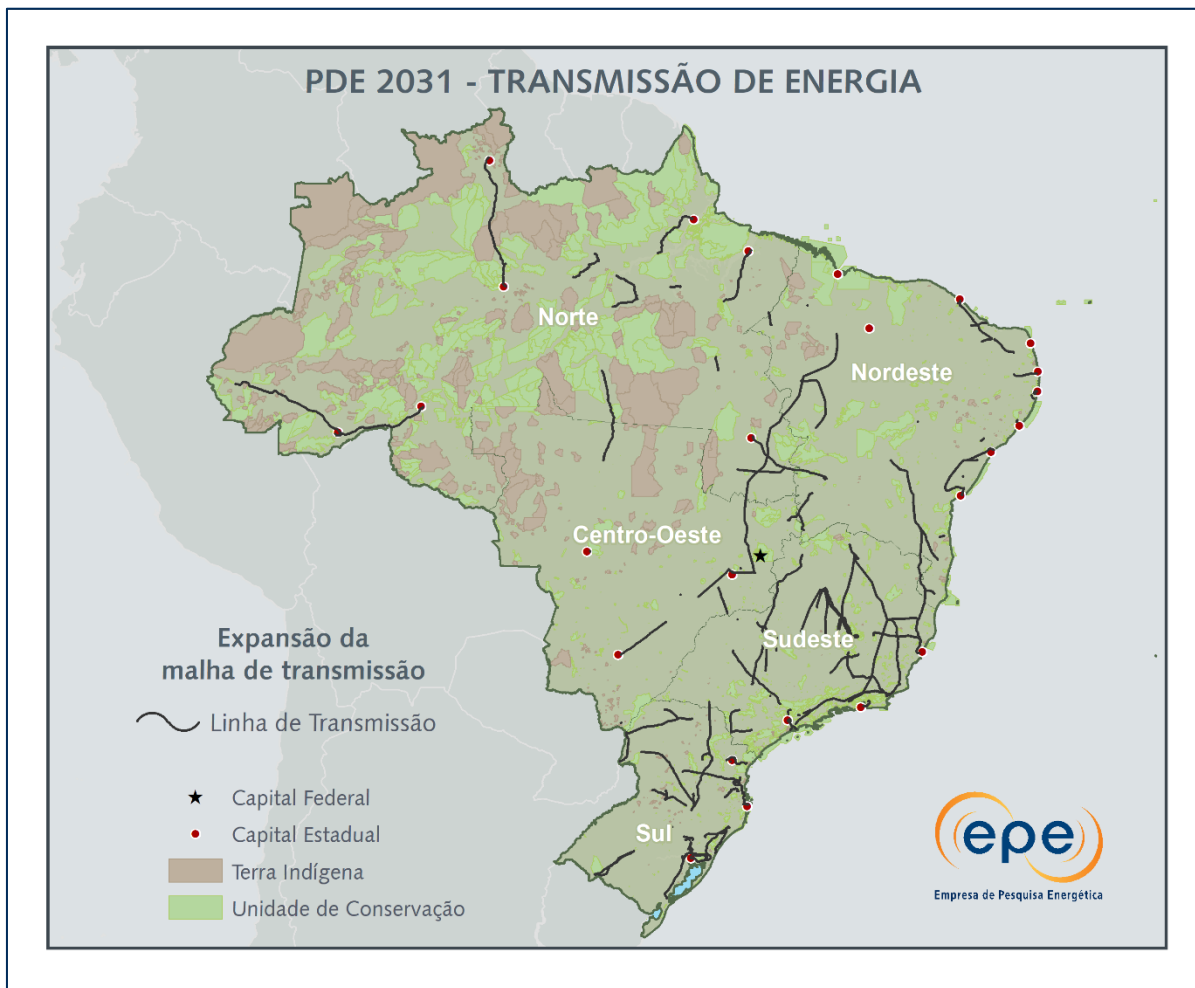 PDE 2031 - TRANSMISSÃO DE ENERGIA
Norte
Nordeste
Centro-Oeste
Sudeste
Sul
Expansão da
malha de transmissão
Linha de Transmissão
Capital Federal
Capital Estadual
Terra Indígena
Unidade de Conservação
epe
Empresa de Pesquisa Energética